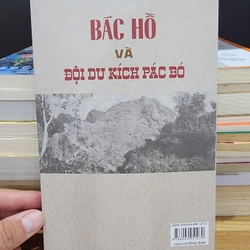 BÁC HỒ
VÀ
ĐỘI DU KÍCH PÁC BÓ